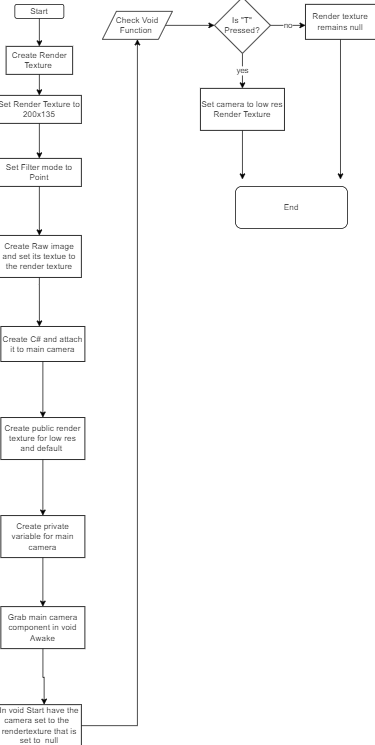 Start
Create Render
Texture
Set Render Texture to
200x135
Set Filter mode to
Point
Create Raw image
and set its textue to
the render texture
Create C# and attach
it to main camera
Create public render
texture for low res
and default
Create private
variable for main
camera
Grab main camera
component in void
Awake
In void Start have the
camera set to the
rendertexture that is
set to null
Check Void
Function
Is "T"
Pressed?
no
Render texture
remains null
yes
Set camera to low res
Render Texture
End